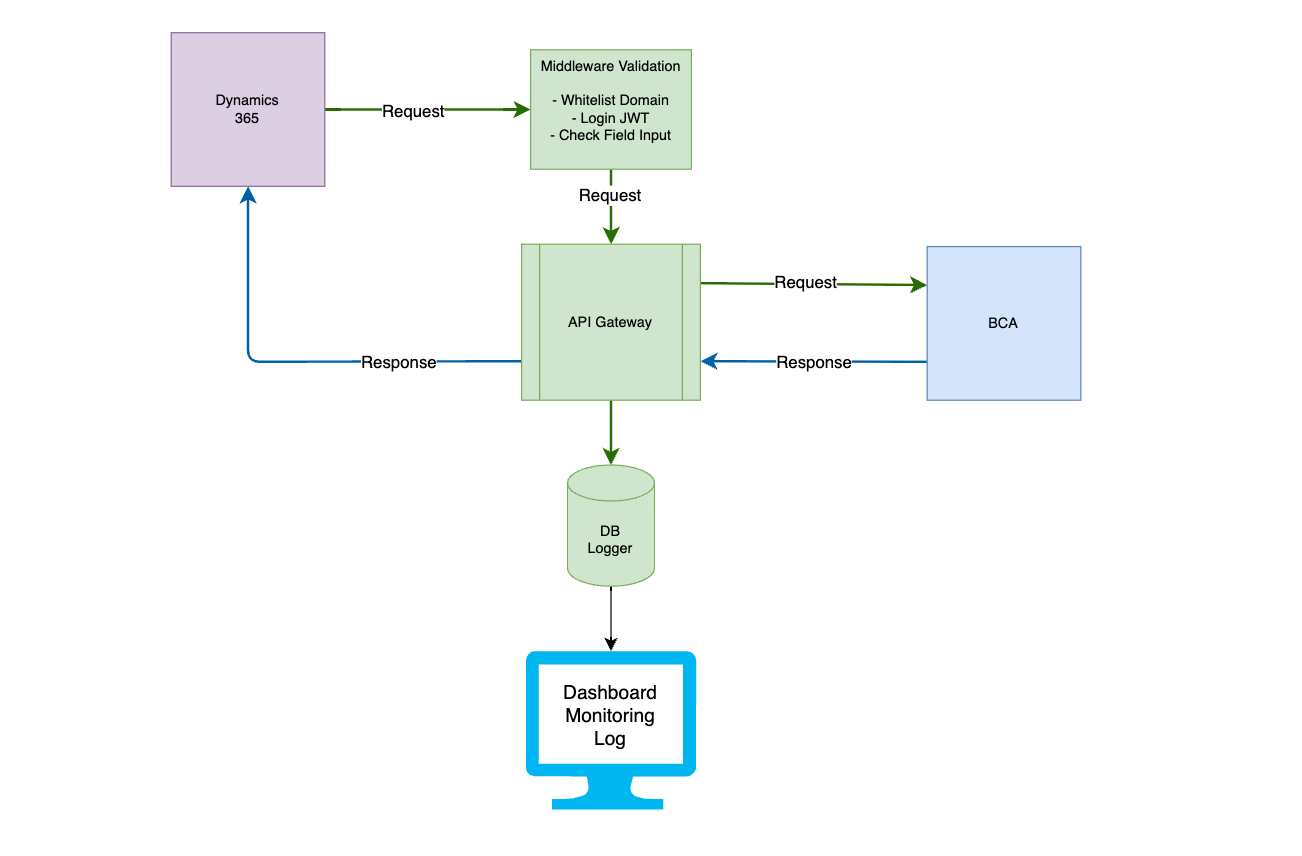 Dynamics
365
Request
Middleware Validation
- Whitelist Domain
- Login JWT
- Check Field Input
Request
API Gateway
Request
BCA
Response
Response
DB
Logger
Dashboard
Monitoring
Log